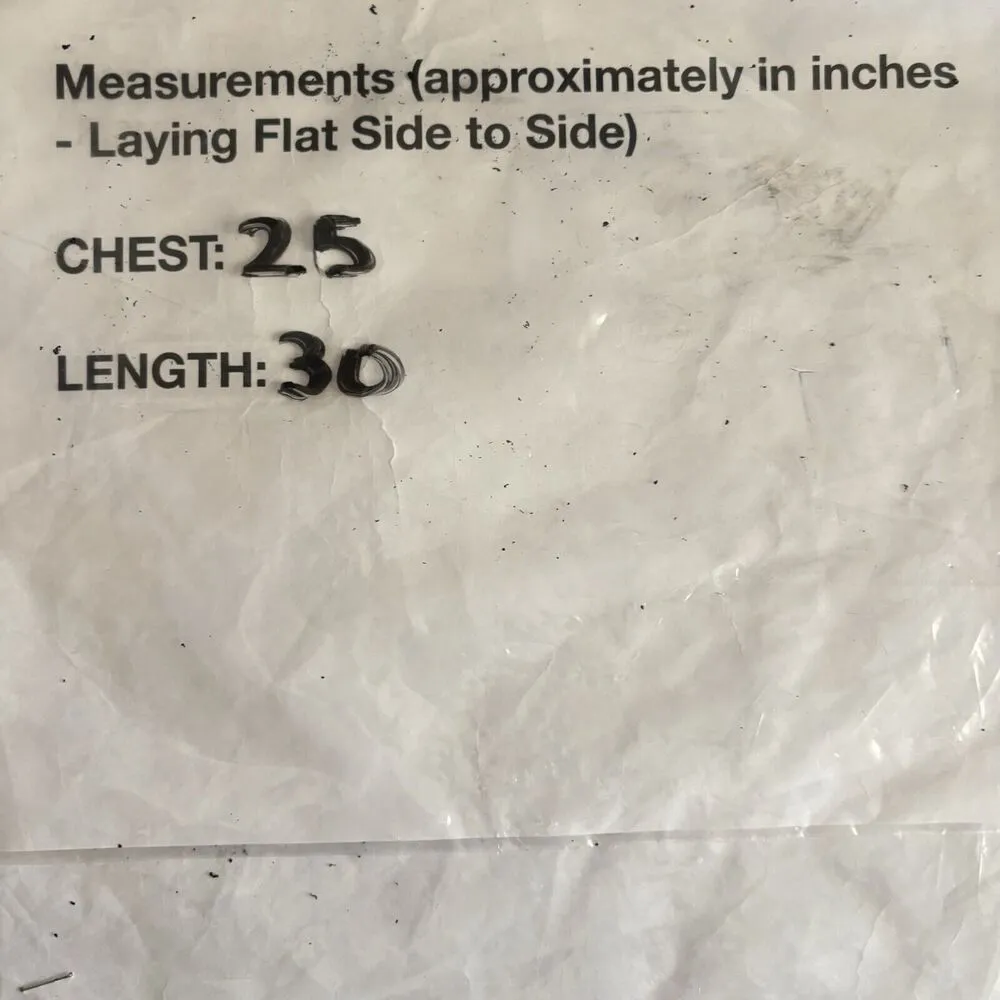 Measurements (approximately in inches
- Laying Flat Side to Side)
CHEST: 25
LENGTH: 30